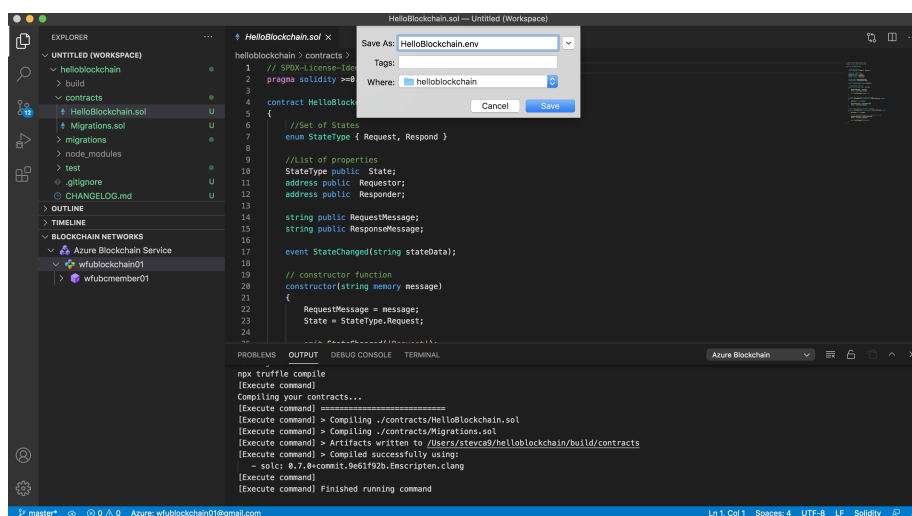 HelloBlockchain.sol — Untitled (Workspace)
EXPLORER
UNTITLED (WORKSPACE)
helloblockchain
build
contracts
HelloBlockchain.sol U
Migrations.sol U
migrations
node_modules
test
.gitignore U
CHANGELOG.md U
OUTLINE
TIMELINE
BLOCKCHAIN NETWORKS
Azure Blockchain Service
wfublockchain01
wfubcmember01
12
HelloBlockchain.sol ×
helloblockchain > contracts >
Save As: HelloBlockchain.env
Tags:
Where: helloblockchain
Cancel Save
1 // SPDX-License-Ide
2 pragma solidity >=0
3
4 contract HelloBlock
5 {
6 //Set of States
7 enum StateType { Request, Respond }
8
9 //List of properties
10 StateType public State;
11 address public Requestor;
12 address public Responder;
13
14 string public RequestMessage;
15 string public ResponseMessage;
16
17 event StateChanged(string stateData);
18
19 // constructor function
20 constructor(string memory message)
21 {
22 RequestMessage = message;
23 State = StateType.Request;
24
PROBLEMS OUTPUT DEBUG CONSOLE TERMINAL
Azure Blockchain
npx truffle compile
[Execute command]
Compiling your contracts...
[Execute command] ===========================
[Execute command] > Compiling ./contracts/HelloBlockchain.sol
[Execute command] > Compiling ./contracts/Migrations.sol
[Execute command] > Artifacts written to /Users/stevca9/helloblockchain/build/contracts
[Execute command] > Compiled successfully using:
- solc: 0.7.0+commit.9e61f92b.Emscripten.clang
[Execute command]
[Execute command] Finished running command
master* 0 0 Azure: wfublockchain01@gmail.com
Ln 1, Col 1 Spaces: 4 UTF-8 LF Solidity